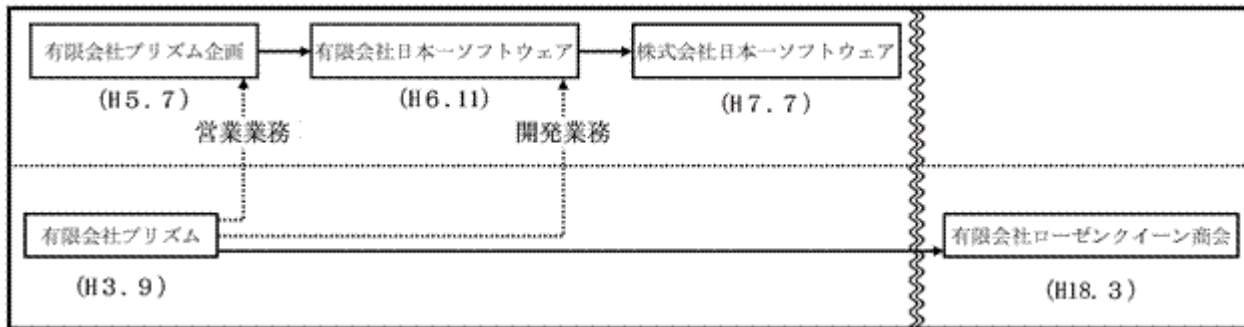 有限会社プリズム企画
有限会社日本一ソフトウェア
株式会社日本一ソフトウェア
(H5.7)
(H6.11)
(H7.7)
営業業務
開発業務
有限会社プリズム
有限会社ローゼンクイーン商会
(H3.9)
(H18.3)